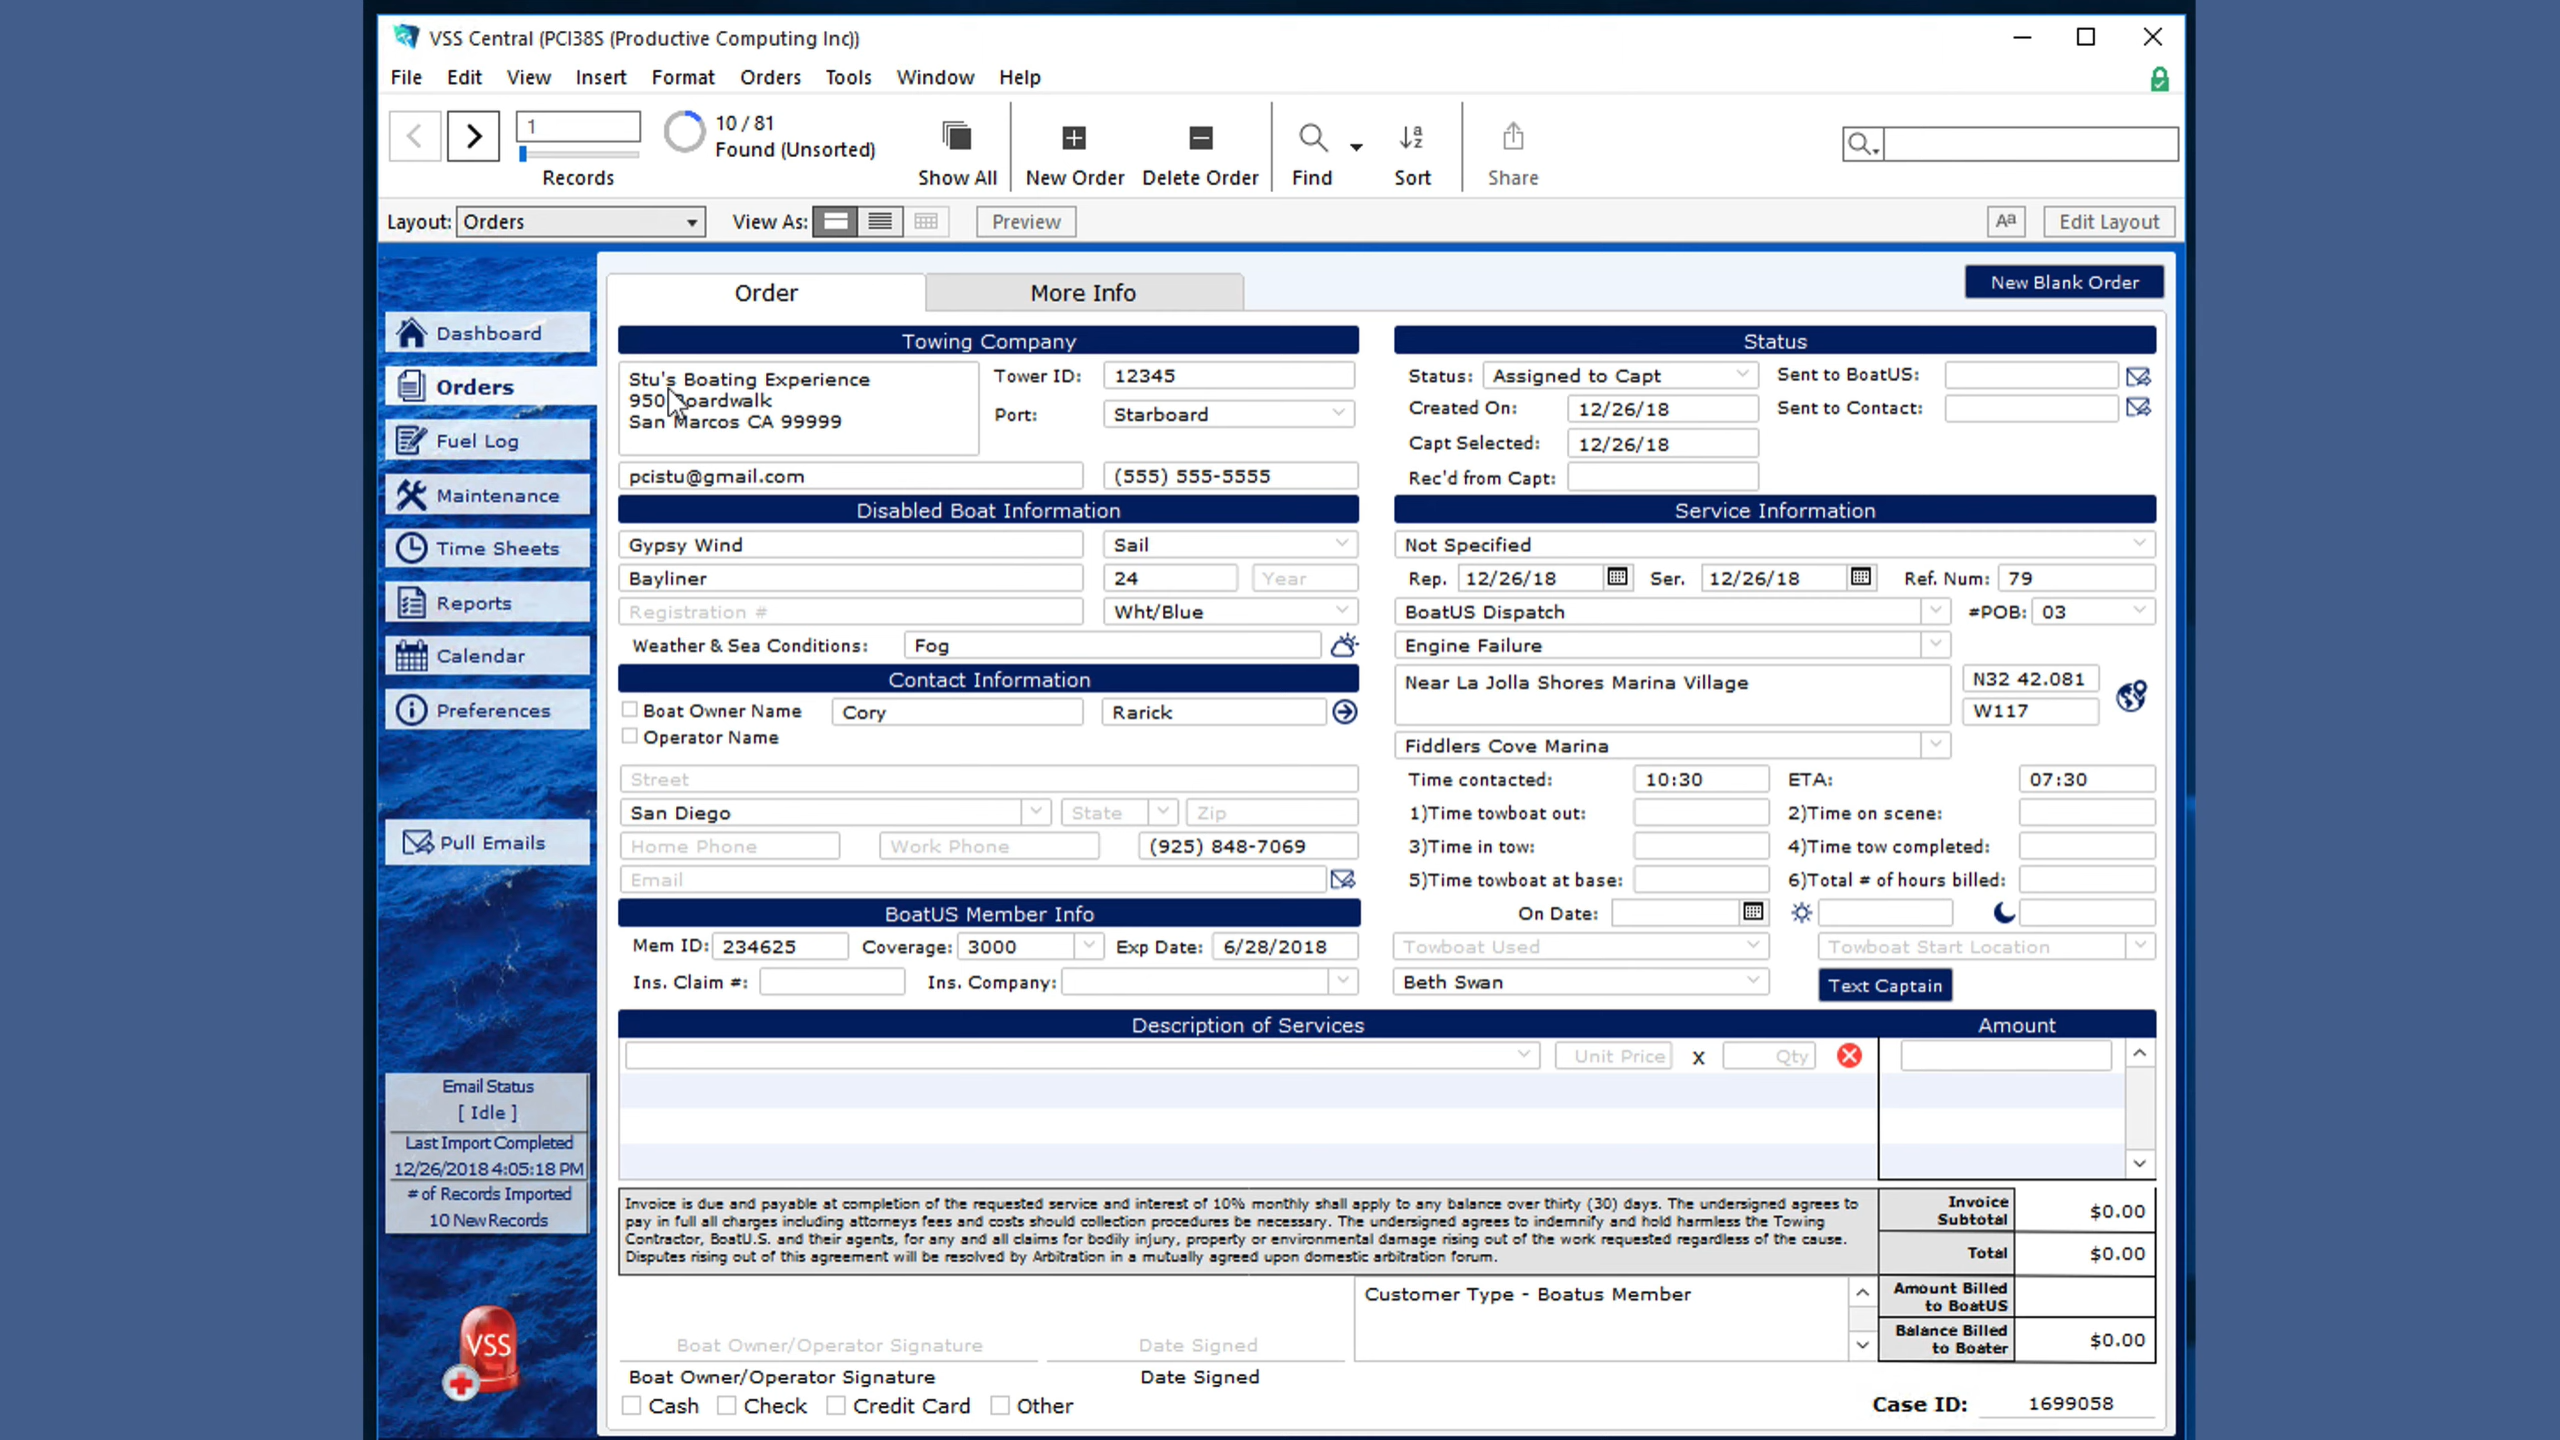 VSS Central (PCI38S (Productive Computing Inc))
File Edit View Insert Format Orders Tools Window Help
1
Records
10 / 81
Found (Unsorted)
Show All
New Order
Delete Order
Find
Sort
Share
Layout: Orders
View As:
Preview
Aa
Edit Layout
Dashboard
Orders
Fuel Log
Maintenance
Time Sheets
Reports
Calendar
Preferences
Pull Emails
Email Status
[ Idle ]
Last Import Completed
12/26/2018 4:05:18 PM
# of Records Imported
10 New Records
VSS
Order
More Info
New Blank Order
Towing Company
Stu's Boating Experience
950 Boardwalk
San Marcos CA 99999
Tower ID: 12345
Port: Starboard
pcistu@gmail.com
(555) 555-5555
Status
Status: Assigned to Capt
Sent to BoatUS:
Created On: 12/26/18
Sent to Contact:
Capt Selected: 12/26/18
Rec'd from Capt:
Disabled Boat Information
Gypsy Wind
Sail
Bayliner
24
Year
Registration #
Wht/Blue
Weather & Sea Conditions: Fog
Service Information
Not Specified
Rep. 12/26/18
Ser. 12/26/18
Ref. Num: 79
BoatUS Dispatch
#POB: 03
Engine Failure
Near La Jolla Shores Marina Village
N32 42.081
W117
Fiddlers Cove Marina
Time contacted: 10:30
ETA: 07:30
1)Time towboat out:
2)Time on scene:
3)Time in tow:
4)Time tow completed:
5)Time towboat at base:
6)Total # of hours billed:
On Date:
Towboat Used
Towboat Start Location
Beth Swan
Text Captain
Contact Information
Boat Owner Name
Cory
Rarick
Operator Name
Street
San Diego
State
Zip
Home Phone
Work Phone
(925) 848-7069
Email
BoatUS Member Info
Mem ID: 234625
Coverage: 3000
Exp Date: 6/28/2018
Ins. Claim #:
Ins. Company:
Description of Services
Amount
Unit Price
x
Qty
Invoice is due and payable at completion of the requested service and interest of 10% monthly shall apply to any balance over thirty (30) days. The undersigned agrees to
pay in full all charges including attorneys fees and costs should collection procedures be necessary. The undersigned agrees to indemnify and hold harmless the Towing
Contractor, BoatU.S. and their agents, for any and all claims for bodily injury, property or environmental damage rising out of the work requested regardless of the cause.
Disputes rising out of this agreement will be resolved by Arbitration in a mutually agreed upon domestic arbitration forum.
Invoice
Subtotal
$0.00
Total
$0.00
Amount Billed
to BoatUS
Balance Billed
to Boater
$0.00
Customer Type - Boatus Member
Boat Owner/Operator Signature
Date Signed
Boat Owner/Operator Signature
Date Signed
Cash
Check
Credit Card
Other
Case ID: 1699058